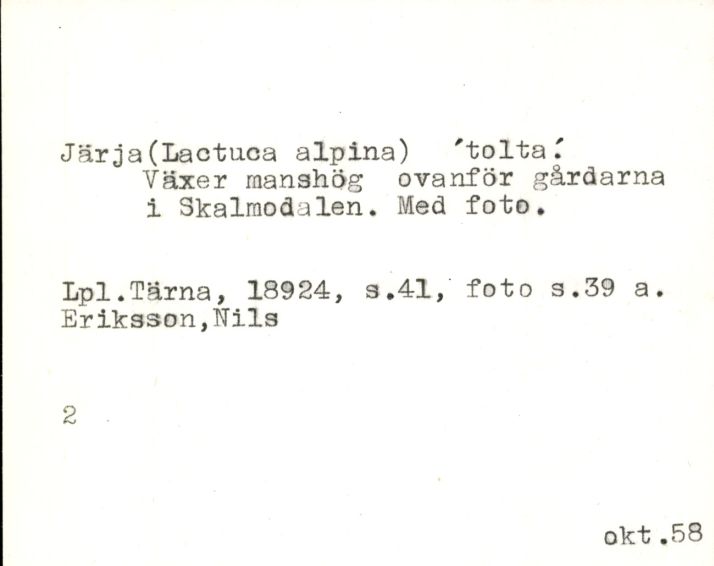 Järja(Lactuca alpina) 'tolta'.
Växer manshög ovanför gårdarna
i Skalmodalen. Med foto.
Lpl.Tärna, 18924, s.41, foto s.39 a.
Eriksson,Nils
2
okt.58